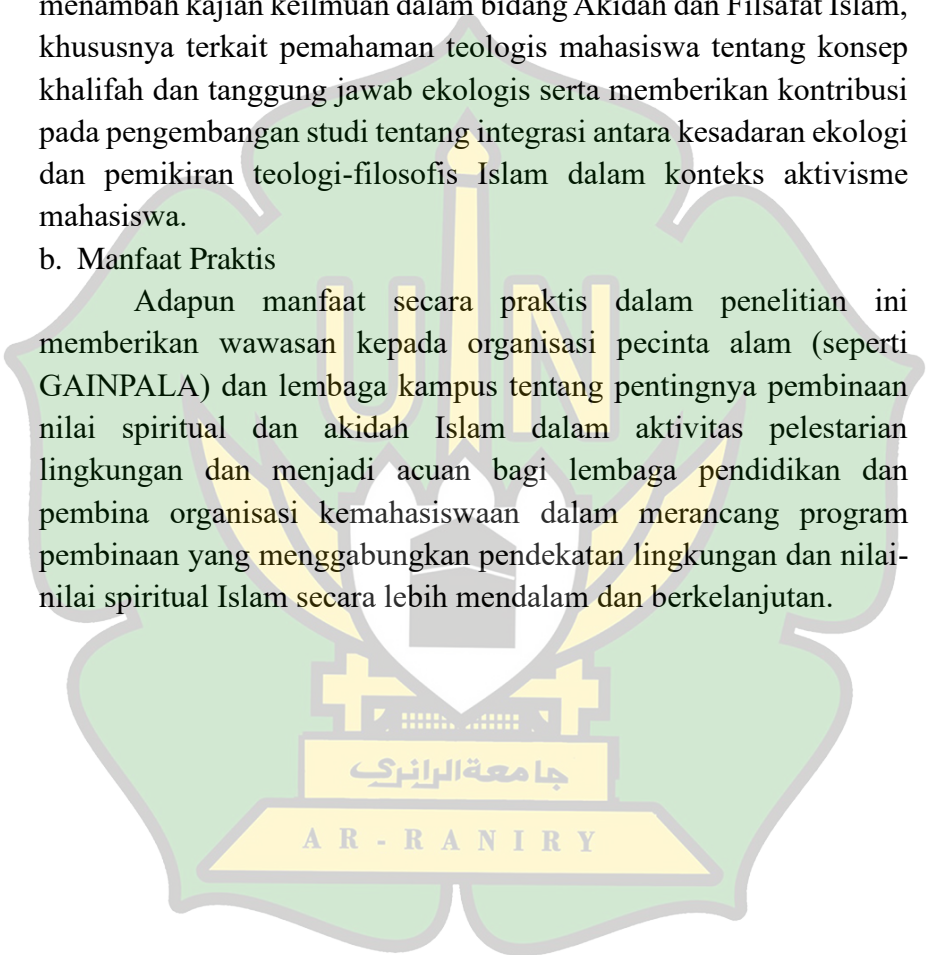 menambah kajian keilmuan dalam bidang Akidah dan Filsafat Islam,
khususnya terkait pemahaman teologis mahasiswa tentang konsep
khalifah dan tanggung jawab ekologis serta memberikan kontribusi
pada pengembangan studi tentang integrasi antara kesadaran ekologi
dan pemikiran teologi-filosofis Islam dalam konteks aktivisme
mahasiswa.
b. Manfaat Praktis
Adapun manfaat secara praktis dalam penelitian ini
memberikan wawasan kepada organisasi pecinta alam (seperti
GAINPALA) dan lembaga kampus tentang pentingnya pembinaan
nilai spiritual dan akidah Islam dalam aktivitas pelestarian
lingkungan dan menjadi acuan bagi lembaga pendidikan dan
pembina organisasi kemahasiswaan dalam merancang program
pembinaan yang menggabungkan pendekatan lingkungan dan nilai-
nilai spiritual Islam secara lebih mendalam dan berkelanjutan.
UIN
جامعة الرانري
AR-RANIRY